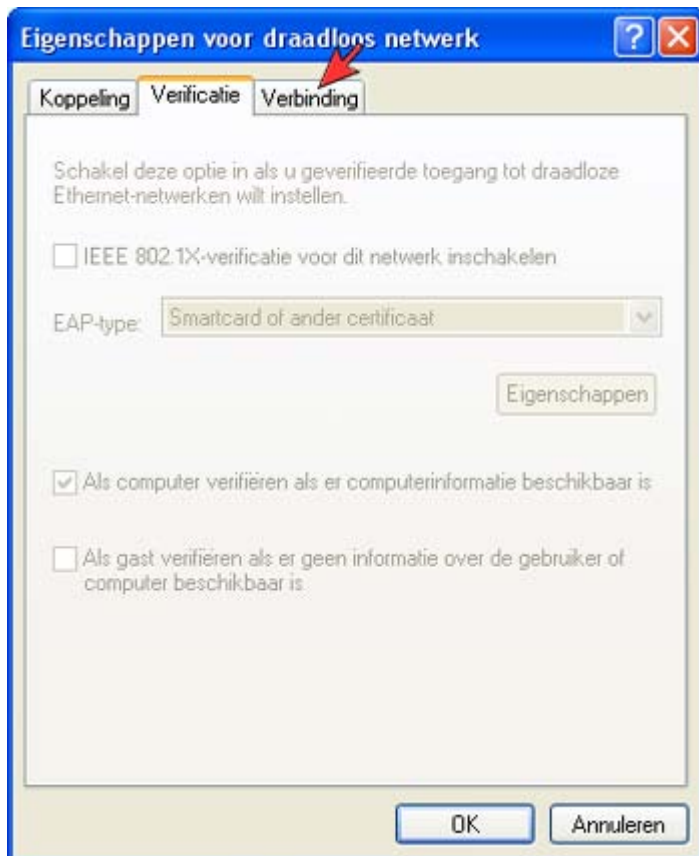 Eigenschappen voor draadloos netwerk
?
Koppeling Verificatie Verbinding
Schakel deze optie in als u geverifieerde toegang tot draadloze
Ethernet-netwerken wilt instellen.
IEEE 802.1X-verificatie voor dit netwerk inschakelen
EAP-type: Smartcard of ander certificaat
Eigenschappen
Als computer verifiëren als er computerinformatie beschikbaar is
Als gast verifiëren als er geen informatie over de gebruiker of
computer beschikbaar is
OK Annuleren